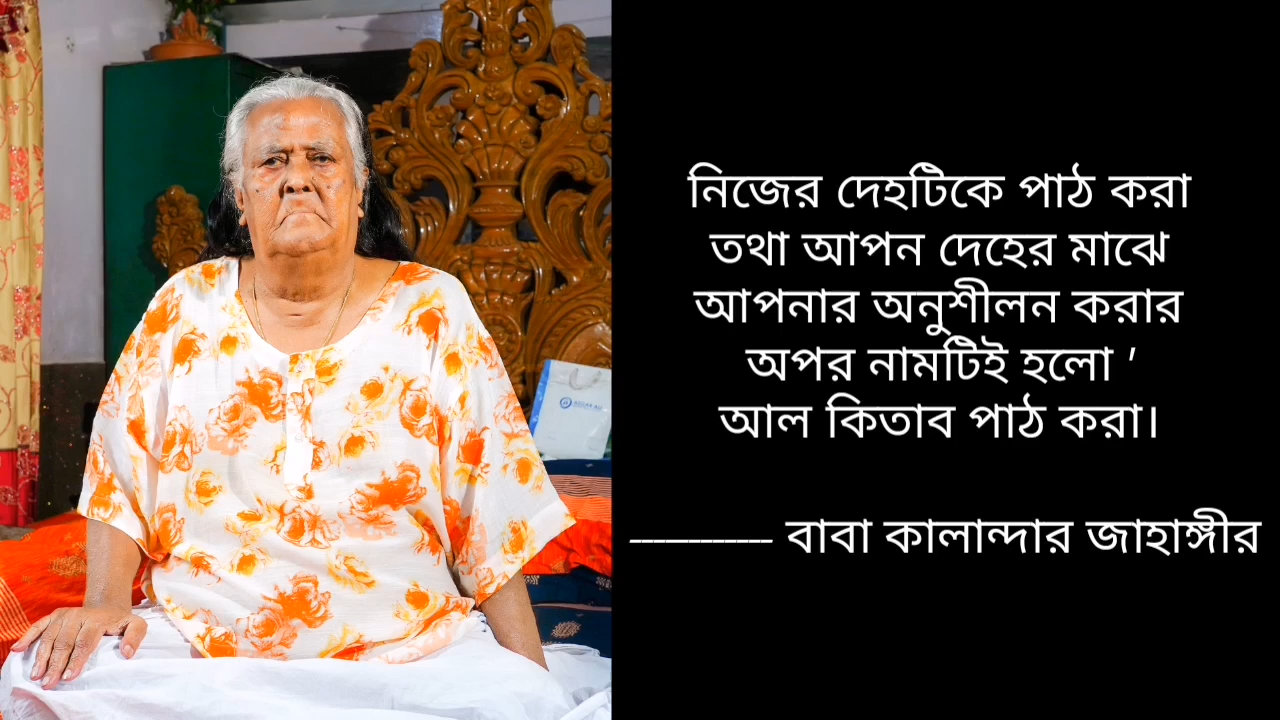 নিজের দেহটিকে পাঠ করা
তথা আপন দেহের মাঝে
আপনার অনুশীলন করার
অপর নামটিই হলো '
আল কিতাব পাঠ করা।
———— বাবা কালান্দার জাহাঙ্গীর